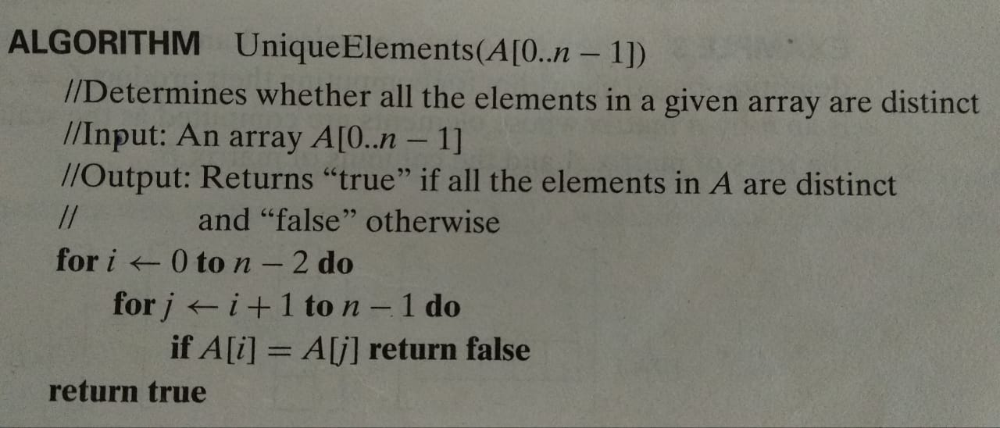 ALGORITHM UniqueElements(A[0..n − 1])
//Determines whether all the elements in a given array are distinct
//Input: An array A[0..n − 1]
//Output: Returns “true” if all the elements in A are distinct
// and “false” otherwise
for i ← 0 to n − 2 do
for j ← i + 1 to n − 1 do
if A[i] = A[j] return false
return true